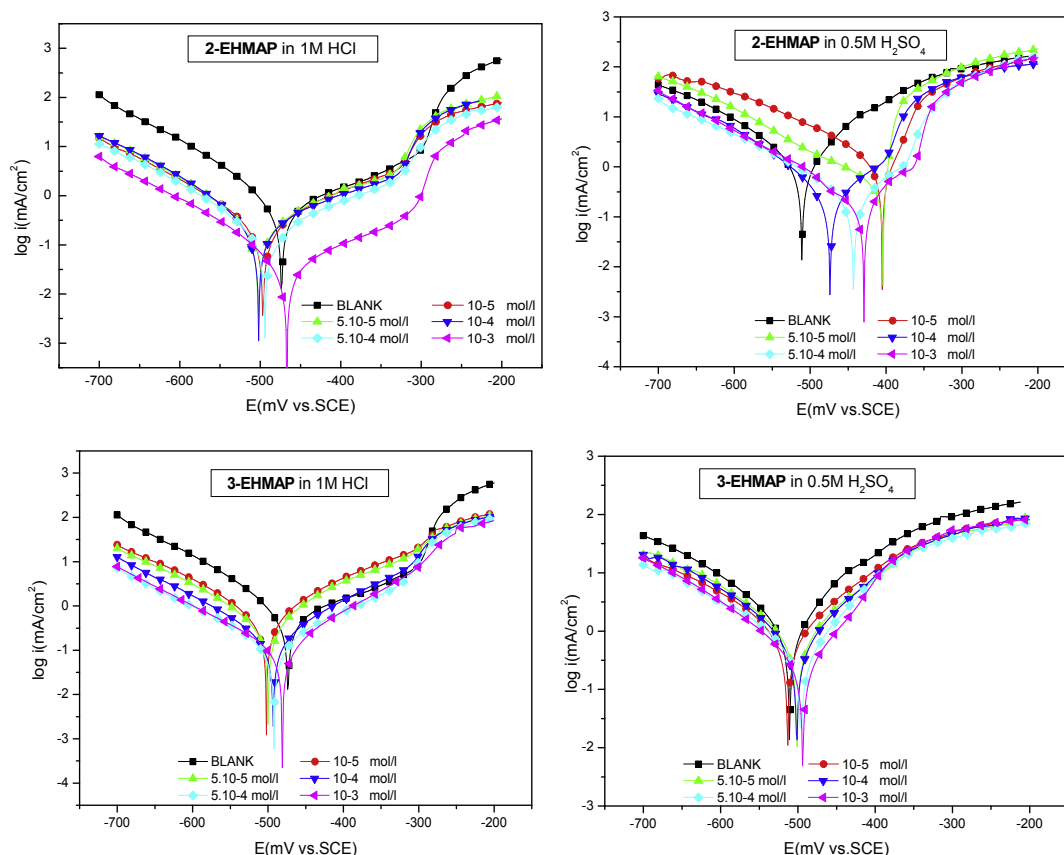 2-EHMAP in 1M HCl
3
2
1
0
-1
-2
-3
log i(mA/cm²)
BLANK
10-5 mol/l
5.10-5 mol/l
10-4 mol/l
5.10-4 mol/l
10-3 mol/l
-700 -600 -500 -400 -300 -200
E(mV vs.SCE)
2-EHMAP in 0.5M H₂SO₄
3
2
1
0
-1
-2
-3
-4
log i(mA/cm²)
BLANK
10-5 mol/l
5.10-5 mol/l
10-4 mol/l
5.10-4 mol/l
10-3 mol/l
-700 -600 -500 -400 -300 -200
E(mV vs.SCE)
3-EHMAP in 1M HCl
3
2
1
0
-1
-2
-3
-4
log i(mA/cm²)
BLANK
10-5 mol/l
5.10-5 mol/l
10-4 mol/l
5.10-4 mol/l
10-3 mol/l
-700 -600 -500 -400 -300 -200
E(mV vs.SCE)
3-EHMAP in 0.5M H₂SO₄
3
2
1
0
-1
-2
-3
log i(mA/cm²)
BLANK
10-5 mol/l
5.10-5 mol/l
10-4 mol/l
5.10-4 mol/l
10-3 mol/l
-700 -600 -500 -400 -300 -200
E(mV vs.SCE)